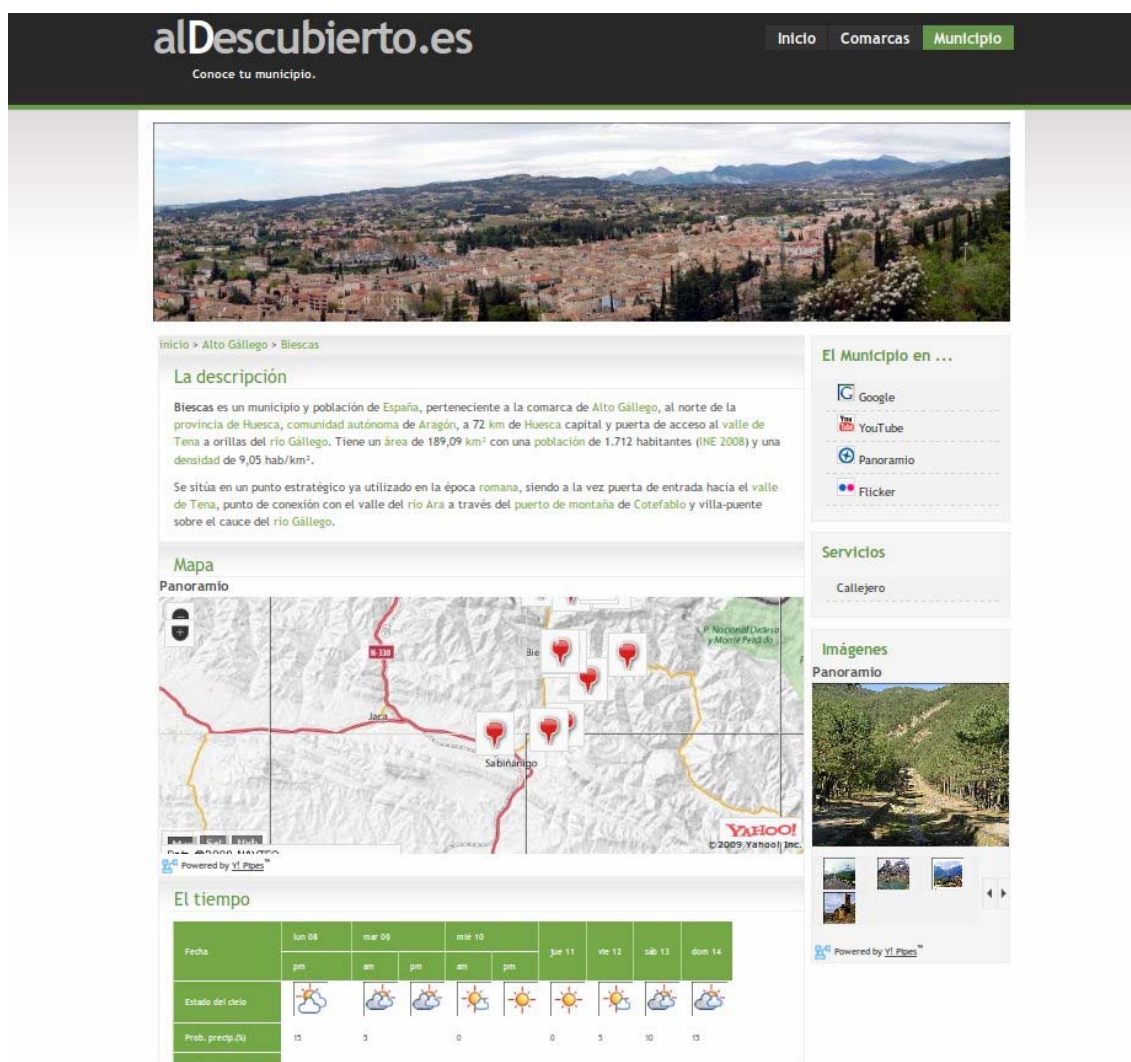 alDescubierto.es
Conoce tu municipio.
Inicio Comarcas Municipio
inicio > Alto Gállego > Biescas
La descripción
Biescas es un municipio y población de España, perteneciente a la comarca de Alto Gállego, al norte de la
provincia de Huesca, comunidad autónoma de Aragón, a 72 km de Huesca capital y puerta de acceso al valle de
Tena a orillas del río Gállego. Tiene un área de 189,09 km² con una población de 1.712 habitantes (INE 2008) y una
densidad de 9,05 hab/km².
Se sitúa en un punto estratégico ya utilizado en la época romana, siendo a la vez puerta de entrada hacia el valle
de Tena, punto de conexión con el valle del río Ara a través del puerto de montaña de Cotefablo y villa-puente
sobre el cauce del río Gállego.
Mapa
Panoramio
P. Nacional Ordesa
y Monte Perdido
N-330
Bie
Jaca
Sabiñánigo
YAHOO!
©2009 Yahoo! Inc.
Powered by Y! Pipes™
El tiempo
Fecha lun 08 mar 09 mié 10 jue 11 vie 12 sáb 13 dom 14
pm am pm am pm
Estado del cielo
Prob. precip.(%) 15 5 0 0 5 10 15
El Municipio en ...
Google
YouTube
Panoramio
Flicker
Servicios
Callejero
Imágenes
Panoramio
Powered by Y! Pipes™